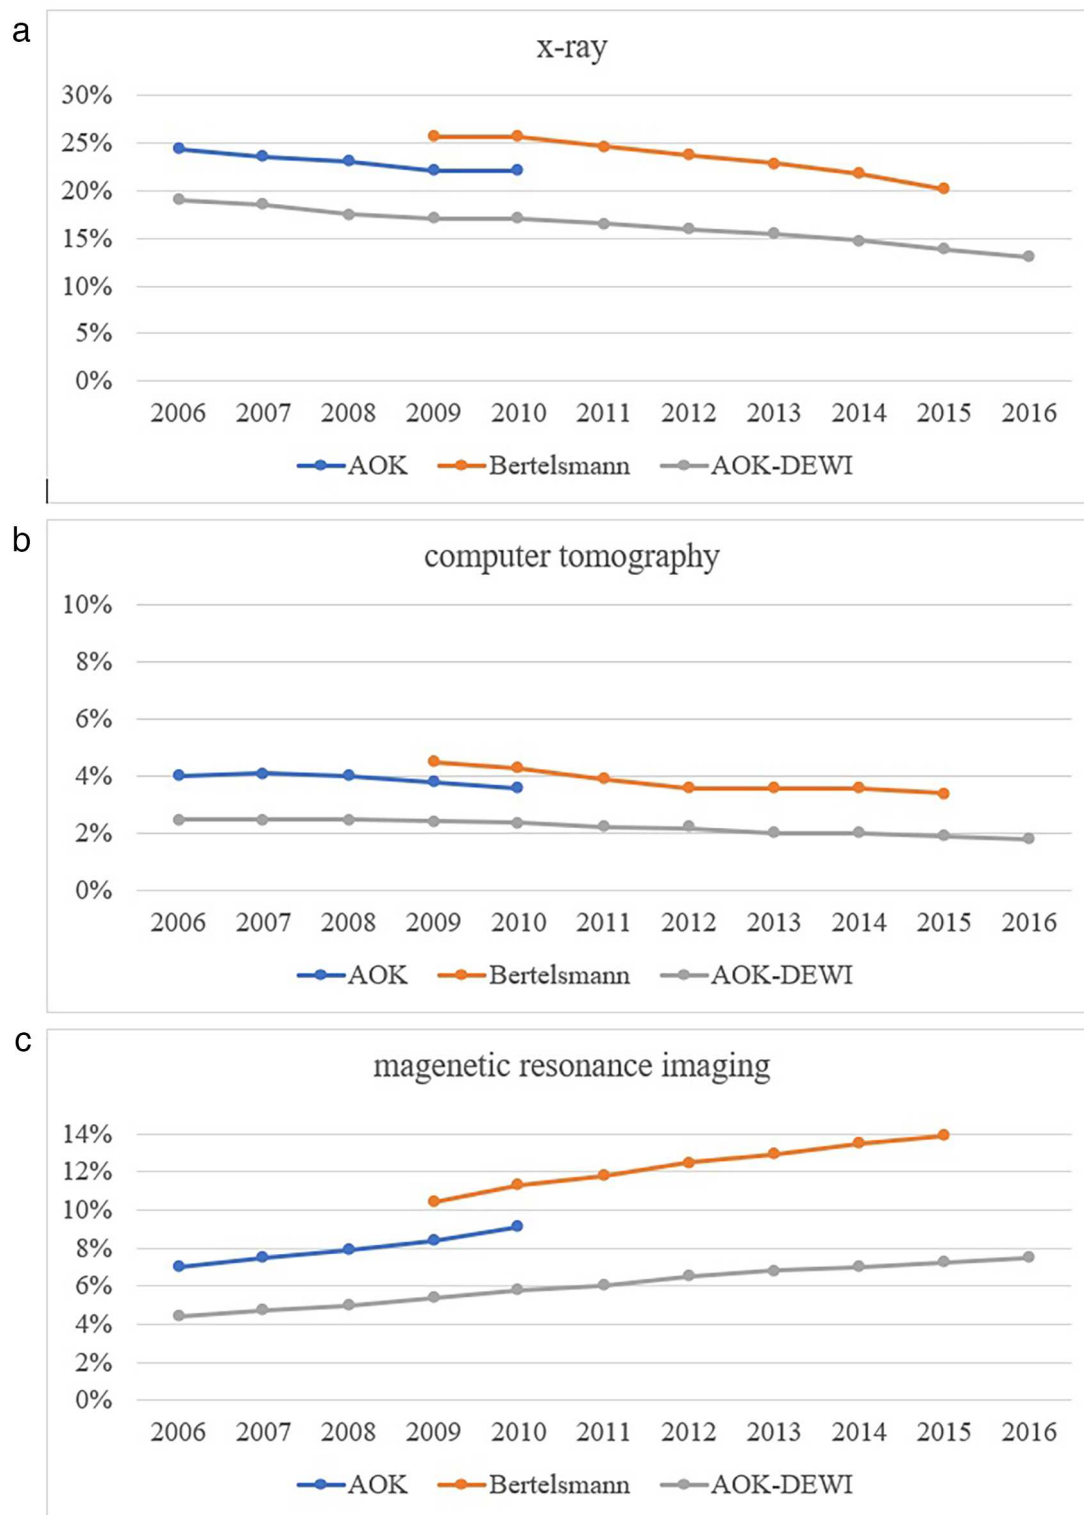 a
x-ray
30%
25%
20%
15%
10%
5%
0%
2006 2007 2008 2009 2010 2011 2012 2013 2014 2015 2016
AOK Bertelsmann AOK-DEWI
b
computer tomography
10%
8%
6%
4%
2%
0%
2006 2007 2008 2009 2010 2011 2012 2013 2014 2015 2016
AOK Bertelsmann AOK-DEWI
c
magenetic resonance imaging
14%
12%
10%
8%
6%
4%
2%
0%
2006 2007 2008 2009 2010 2011 2012 2013 2014 2015 2016
AOK Bertelsmann AOK-DEWI